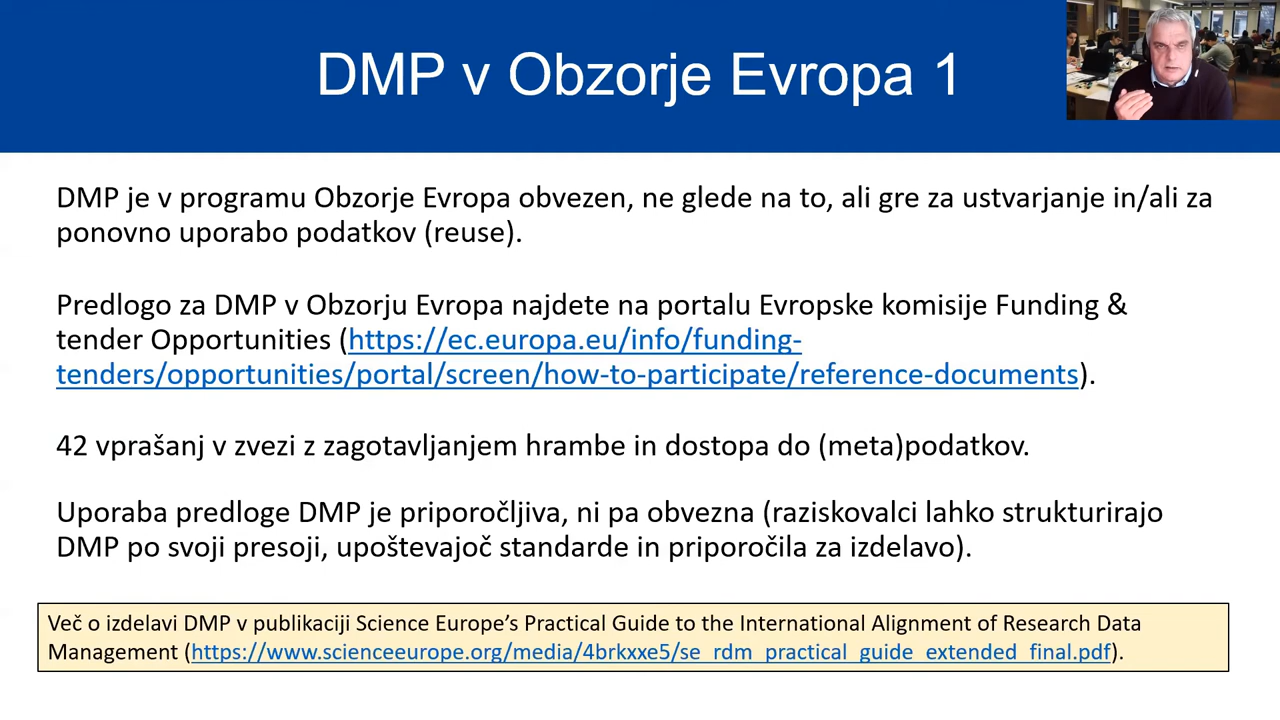 DMP v Obzorje Evropa 1
DMP je v programu Obzorje Evropa obvezen, ne glede na to, ali gre za ustvarjanje in/ali za
ponovno uporabo podatkov (reuse).
Predlogo za DMP v Obzorju Evropa najdete na portalu Evropske komisije Funding &
tender Opportunities (https://ec.europa.eu/info/funding-
tenders/opportunities/portal/screen/how-to-participate/reference-documents).
42 vprašanj v zvezi z zagotavljanjem hrambe in dostopa do (meta)podatkov.
Uporaba predloge DMP je priporočljiva, ni pa obvezna (raziskovalci lahko strukturirajo
DMP po svoji presoji, upoštevajoč standarde in priporočila za izdelavo).
Več o izdelavi DMP v publikaciji Science Europe’s Practical Guide to the International Alignment of Research Data
Management (https://www.scienceeurope.org/media/4brkxxe5/se_rdm_practical_guide_extended_final.pdf).